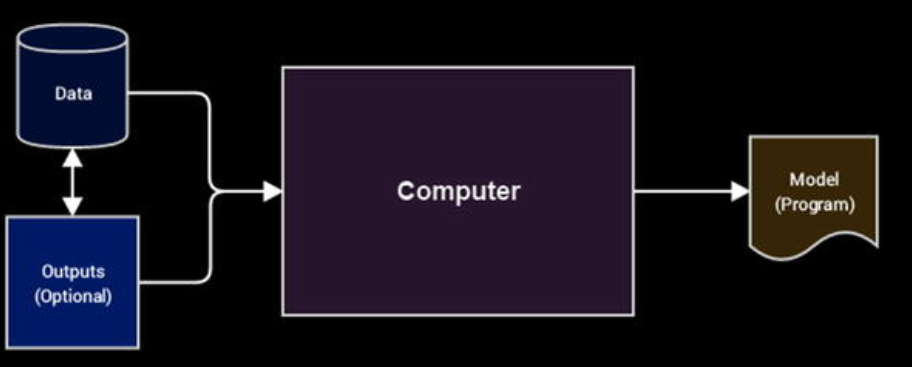 Data
Computer
Model
(Program)
Outputs
(Optional)